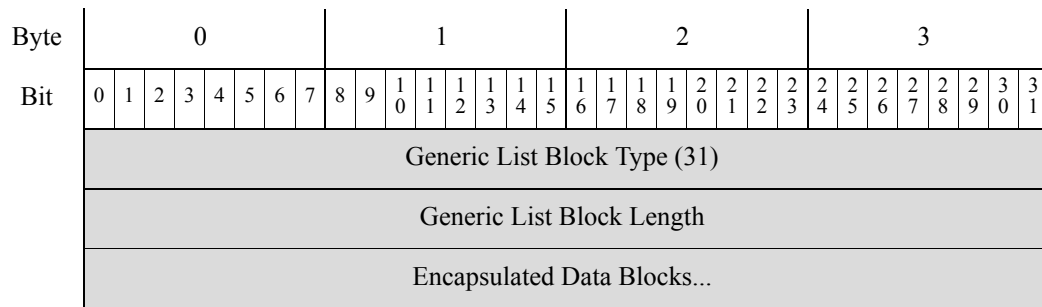 Byte 0 1 2 3
Bit 0 1 2 3 4 5 6 7 8 9 10 11 12 13 14 15 16 17 18 19 20 21 22 23 24 25 26 27 28 29 30 31
Generic List Block Type (31)
Generic List Block Length
Encapsulated Data Blocks...